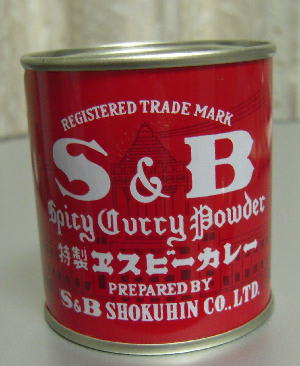 REGISTERED TRADE MARK
S & B
Spicy Curry Powder
特製 ヱスビーカレー
PREPARED BY
S&B SHOKUHIN CO., LTD.